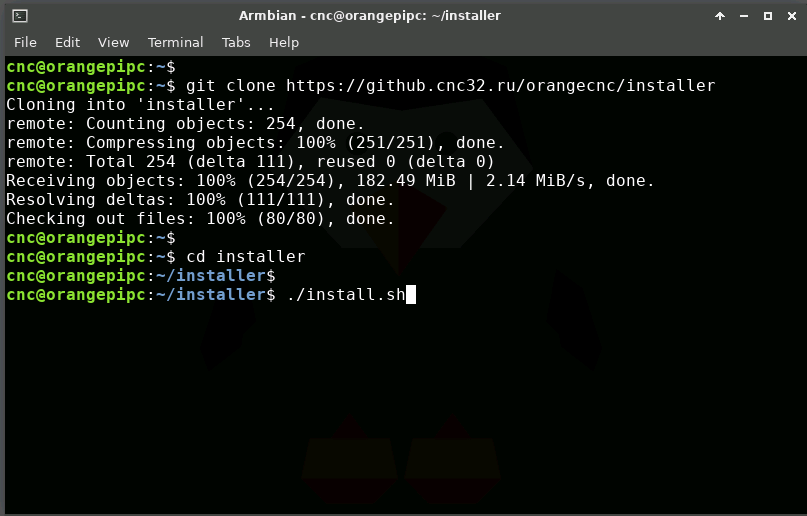 Armbian - cnc@orangepipc: ~/installer
File Edit View Terminal Tabs Help
cnc@orangepipc:~$
cnc@orangepipc:~$ git clone https://github.cnc32.ru/orangecnc/installer
Cloning into 'installer'...
remote: Counting objects: 254, done.
remote: Compressing objects: 100% (251/251), done.
remote: Total 254 (delta 111), reused 0 (delta 0)
Receiving objects: 100% (254/254), 182.49 MiB | 2.14 MiB/s, done.
Resolving deltas: 100% (111/111), done.
Checking out files: 100% (80/80), done.
cnc@orangepipc:~$
cnc@orangepipc:~$ cd installer
cnc@orangepipc:~/installer$
cnc@orangepipc:~/installer$ ./install.sh